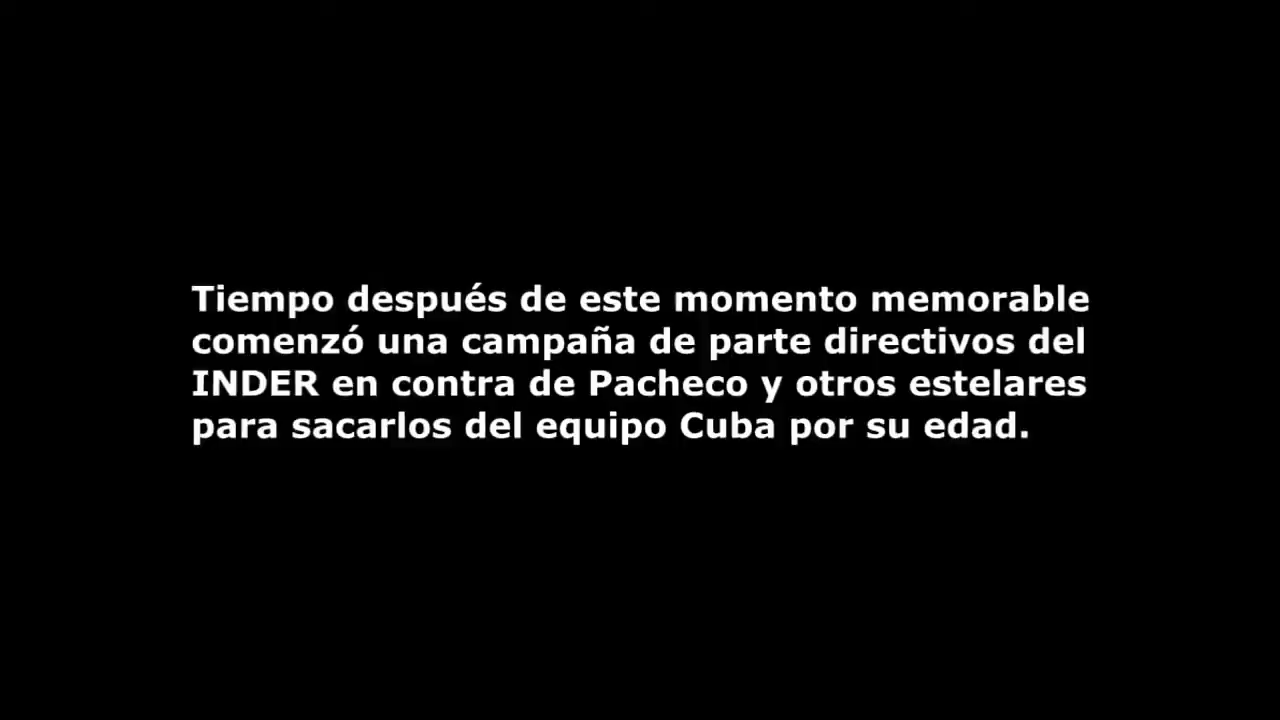 Tiempo después de este momento memorable
comenzó una campaña de parte directivos del
INDER en contra de Pacheco y otros estelares
para sacarlos del equipo Cuba por su edad.